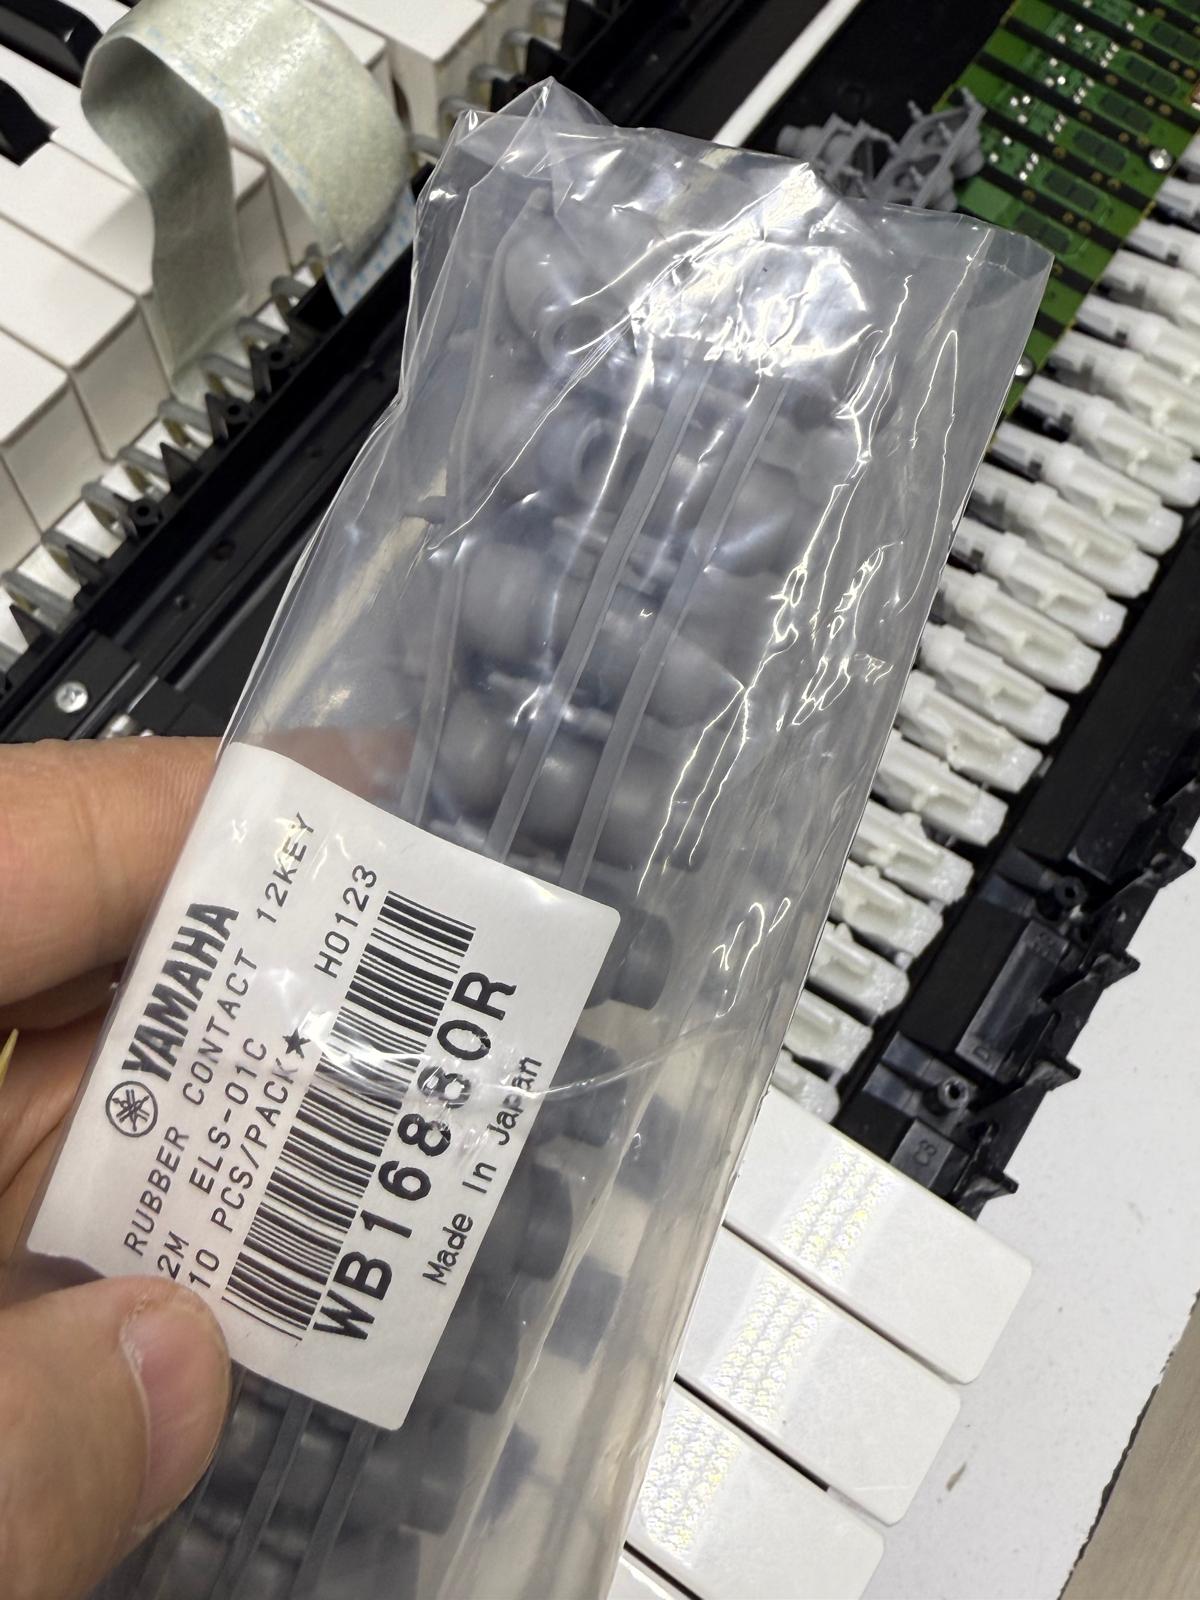 YAMAHA
RUBBER CONTACT 12KEY
2M ELS-01C
10 PCS/PACK★ H0123
WB16880R
Made In Japan